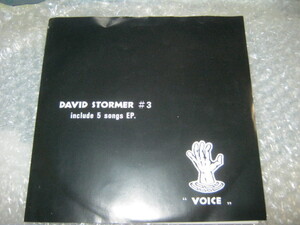 DAVID STORMER #3
include 5 songs EP.
" VOICE "